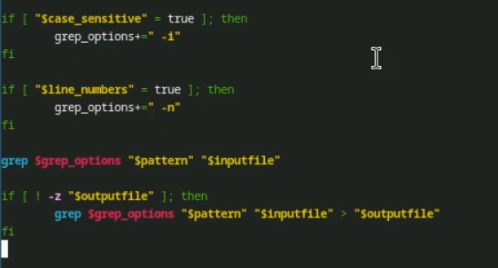 if [ "$case_sensitive" = true ]; then
        grep_options+=" -i"
fi
if [ "$line_numbers" = true ]; then
        grep_options+=" -n"
fi
grep $grep_options "$pattern" "$inputfile"
if [ ! -z "$outputfile" ]; then
        grep $grep_options "$pattern" "$inputfile" > "$outputfile"
fi